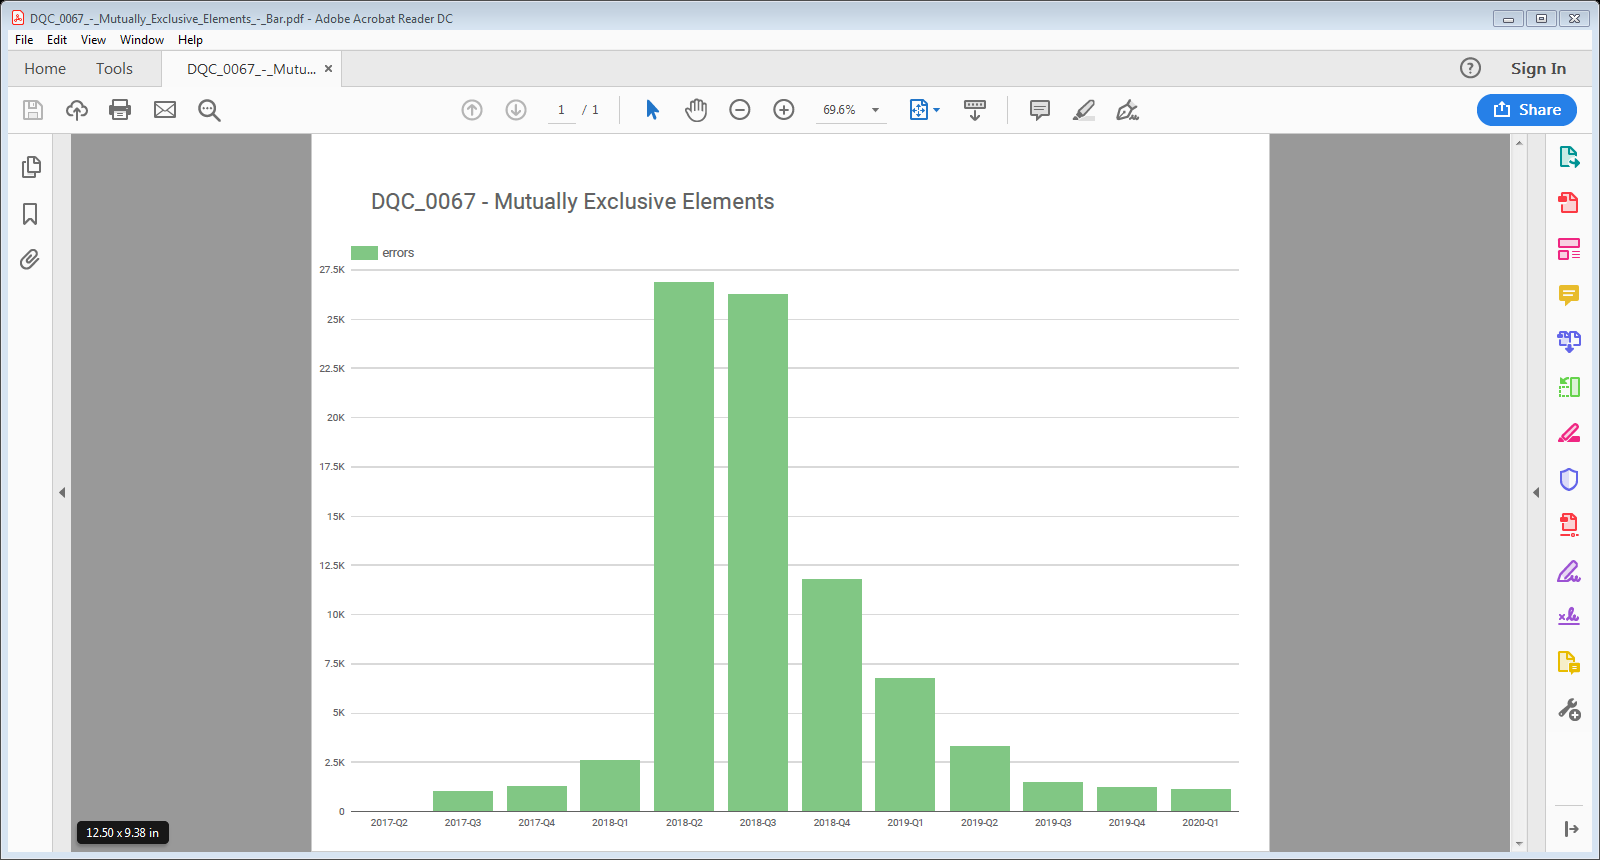 DQC_0067_-_Mutually_Exclusive_Elements_-_Bar.pdf - Adobe Acrobat Reader DC
File Edit View Window Help
Home Tools DQC_0067_-_Mutu... × Sign In
1 / 1 69.6% Share
DQC_0067 - Mutually Exclusive Elements
errors
27.5K
25K
22.5K
20K
17.5K
15K
12.5K
10K
7.5K
5K
2.5K
0
2017-Q2 2017-Q3 2017-Q4 2018-Q1 2018-Q2 2018-Q3 2018-Q4 2019-Q1 2019-Q2 2019-Q3 2019-Q4 2020-Q1
12.50 x 9.38 in